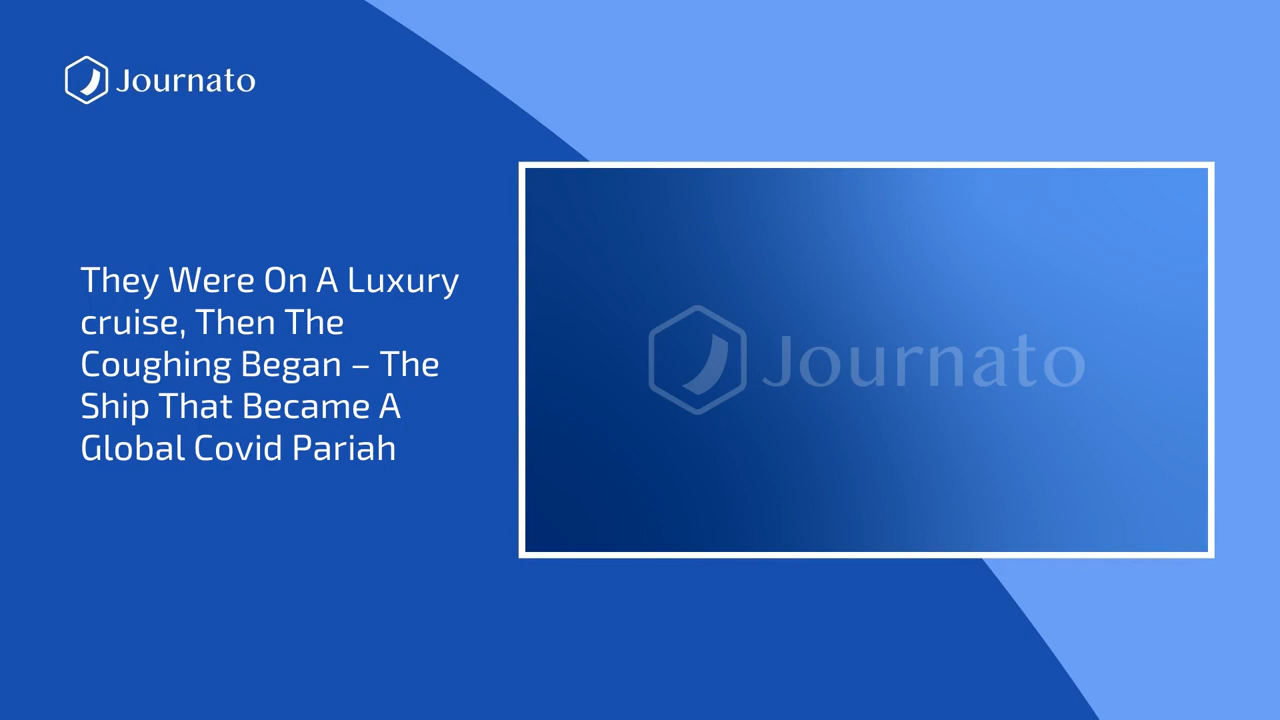 Journato
They Were On A Luxury
cruise, Then The
Coughing Began – The
Ship That Became A
Global Covid Pariah
Journato